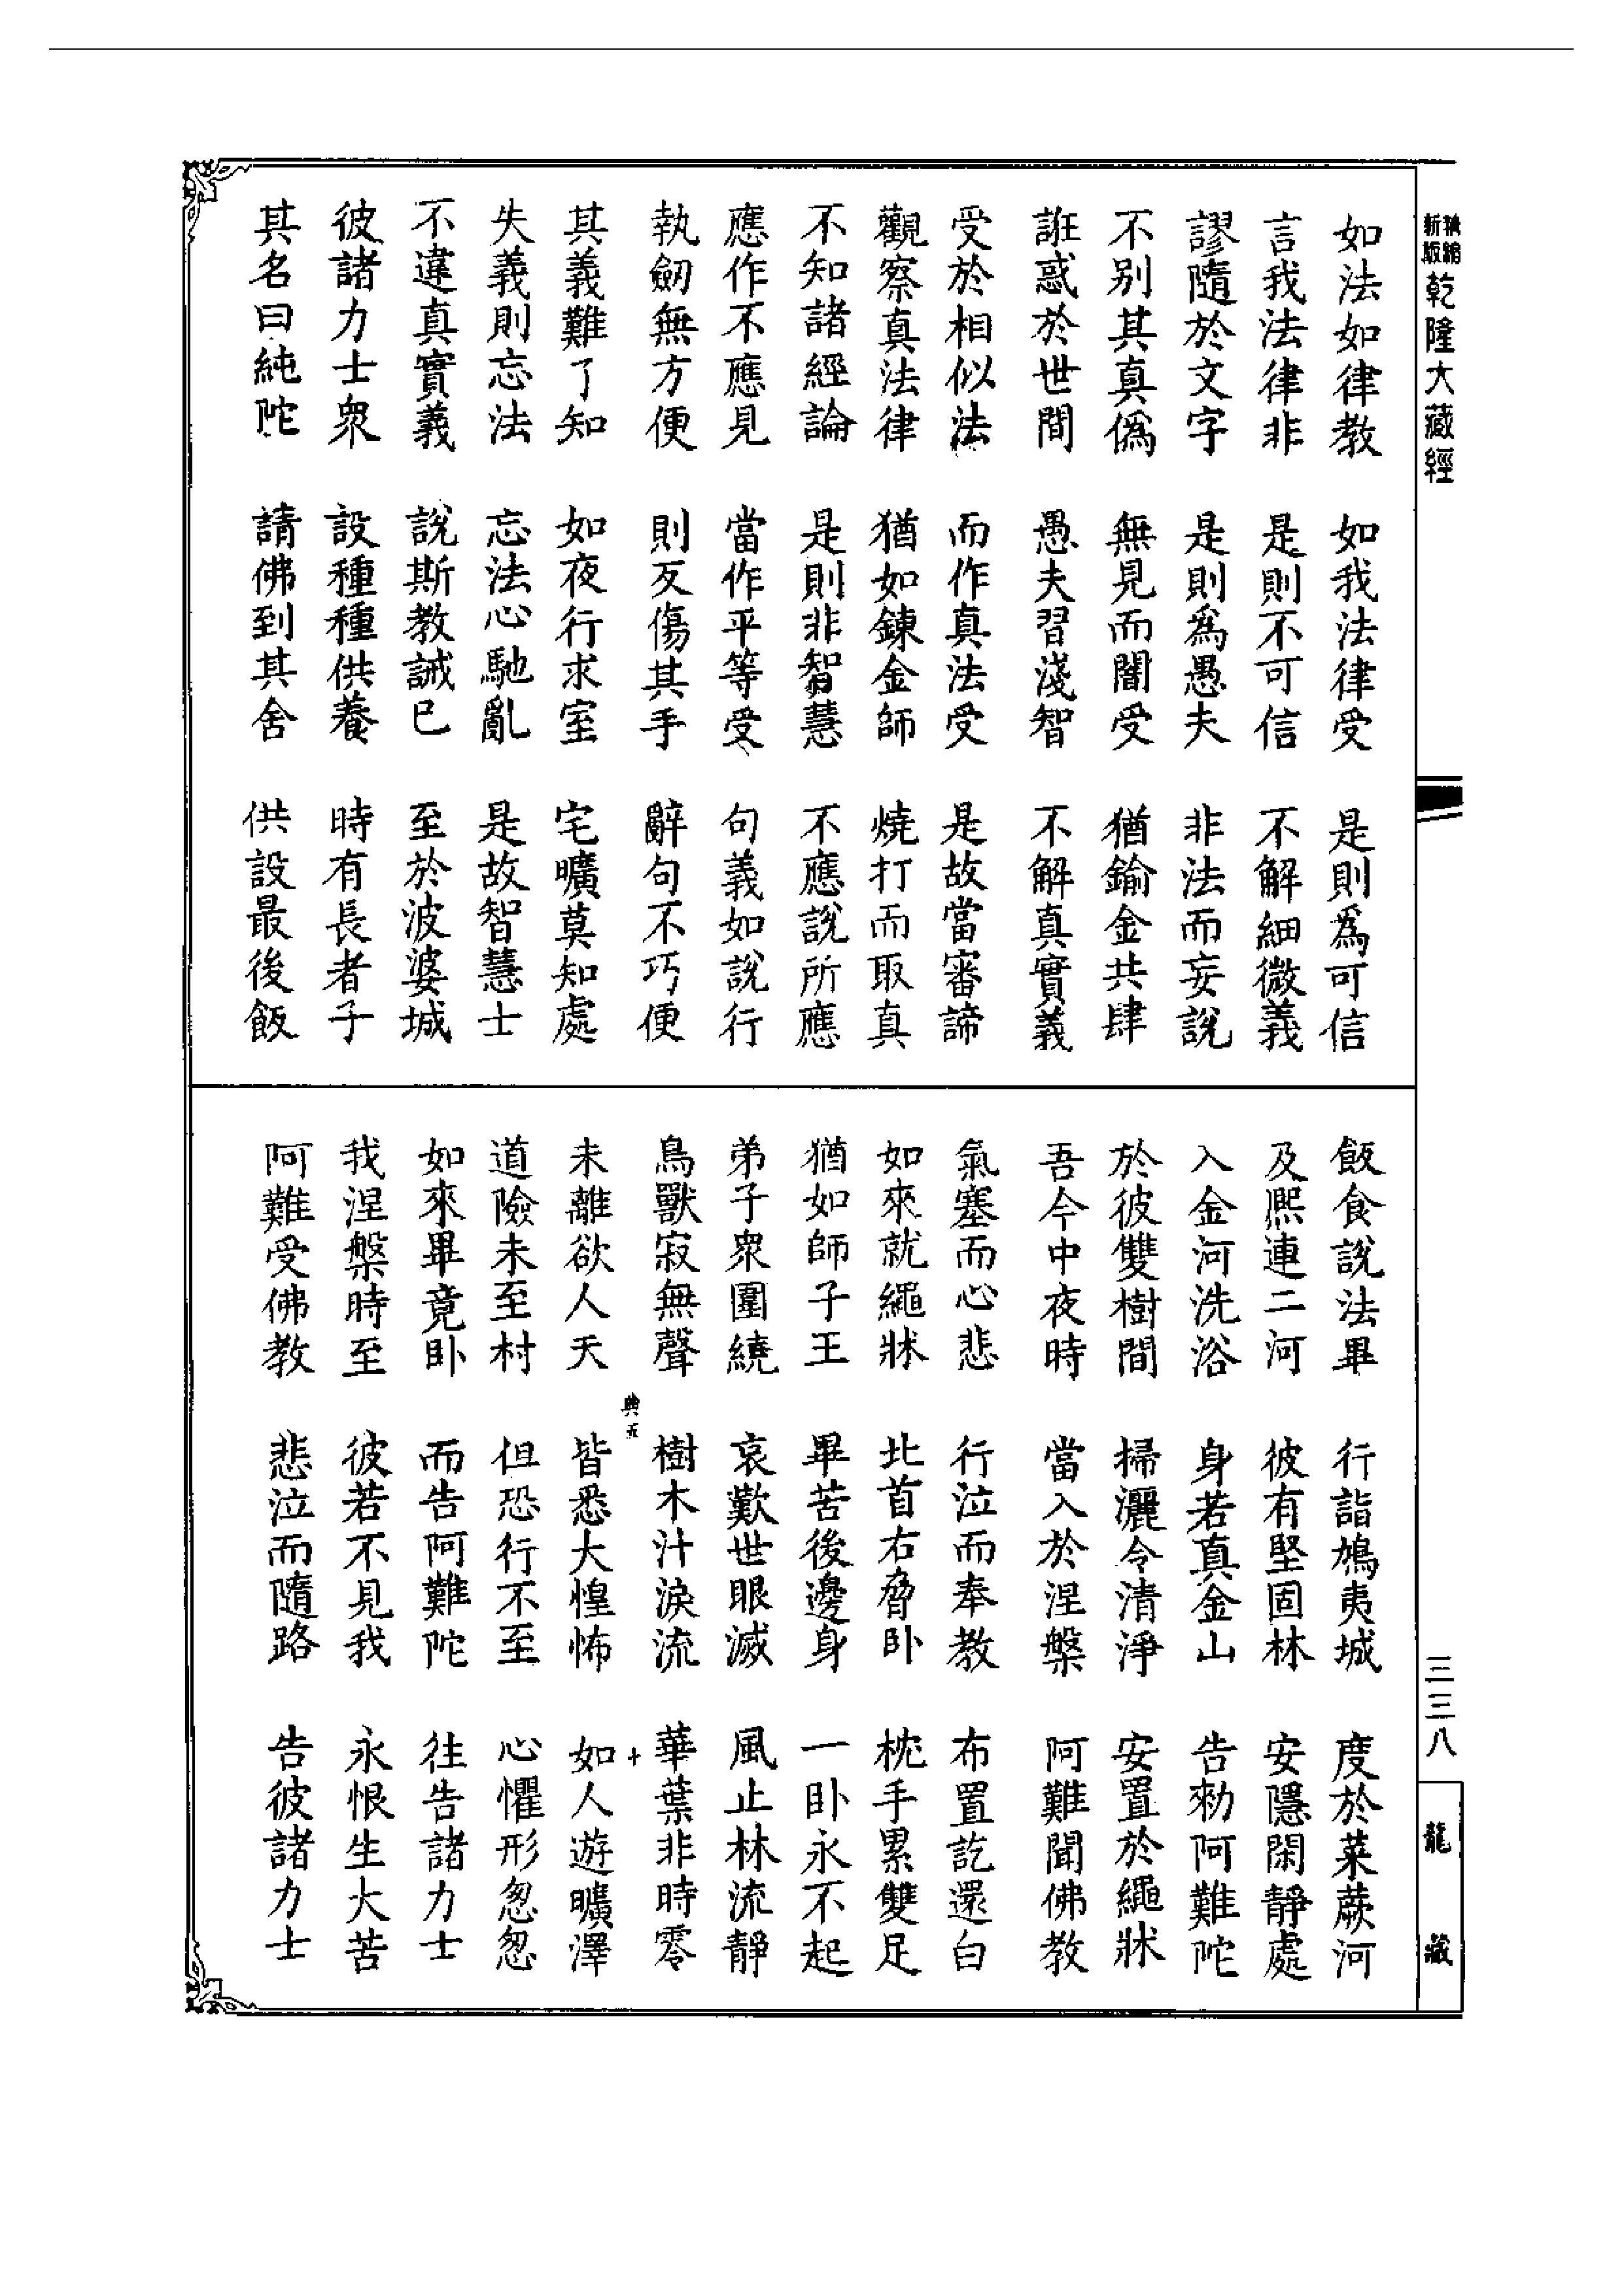 新版精縮乾隆大藏經
如法如律教 如我法律受 是則爲可信
言我法律非 是則不可信 不解細微義
謬隨於文字 是則爲愚夫 非法而妄說
不別其真僞 無見而闇受 猶鍮金共肆
誑惑於世間 愚夫習淺智 不解真實義
受於相似法 而作真法受 是故當審諦
觀察真法律 猶如鍊金師 燒打而取真
不知諸經論 是則非智慧 不應說所應
應作不應見 當作平等受 句義如說行
執劒無方便 則反傷其手 辭句不巧便
其義難了知 如夜行求室 宅曠莫知處
失義則忘法 忘法心馳亂 是故智慧士
不違真實義 說斯教誡已 至於波婆城
彼諸力士眾 設種種供養 時有長者子
其名曰純陀 請佛到其舍 供設最後飯
飯食說法畢 行詣鳩夷城 度於菜蕨河
及熙連二河 彼有堅固林 安隱閑靜處
入金河洗浴 身若真金山 告勑阿難陀
於彼雙樹間 掃灑令清淨 安置於繩牀
吾今中夜時 當入於涅槃 阿難聞佛教
氣塞而心悲 行泣而奉教 布置訖還白
如來就繩牀 北首右脅卧 枕手累雙足
猶如師子王 畢苦後邊身 一卧永不起
弟子眾圍繞 哀歎世眼滅 風止林流靜
鳥獸寂無聲 樹木汁淚流 華葉非時零
典五 十
未離欲人天 皆悉大惶怖 如人遊曠澤
道險未至村 但恐行不至 心懼形怱怱
如來畢竟卧 而告阿難陀 往告諸力士
我涅槃時至 彼若不見我 永恨生大苦
阿難受佛教 悲泣而隨路 告彼諸力士
三三八
龍藏